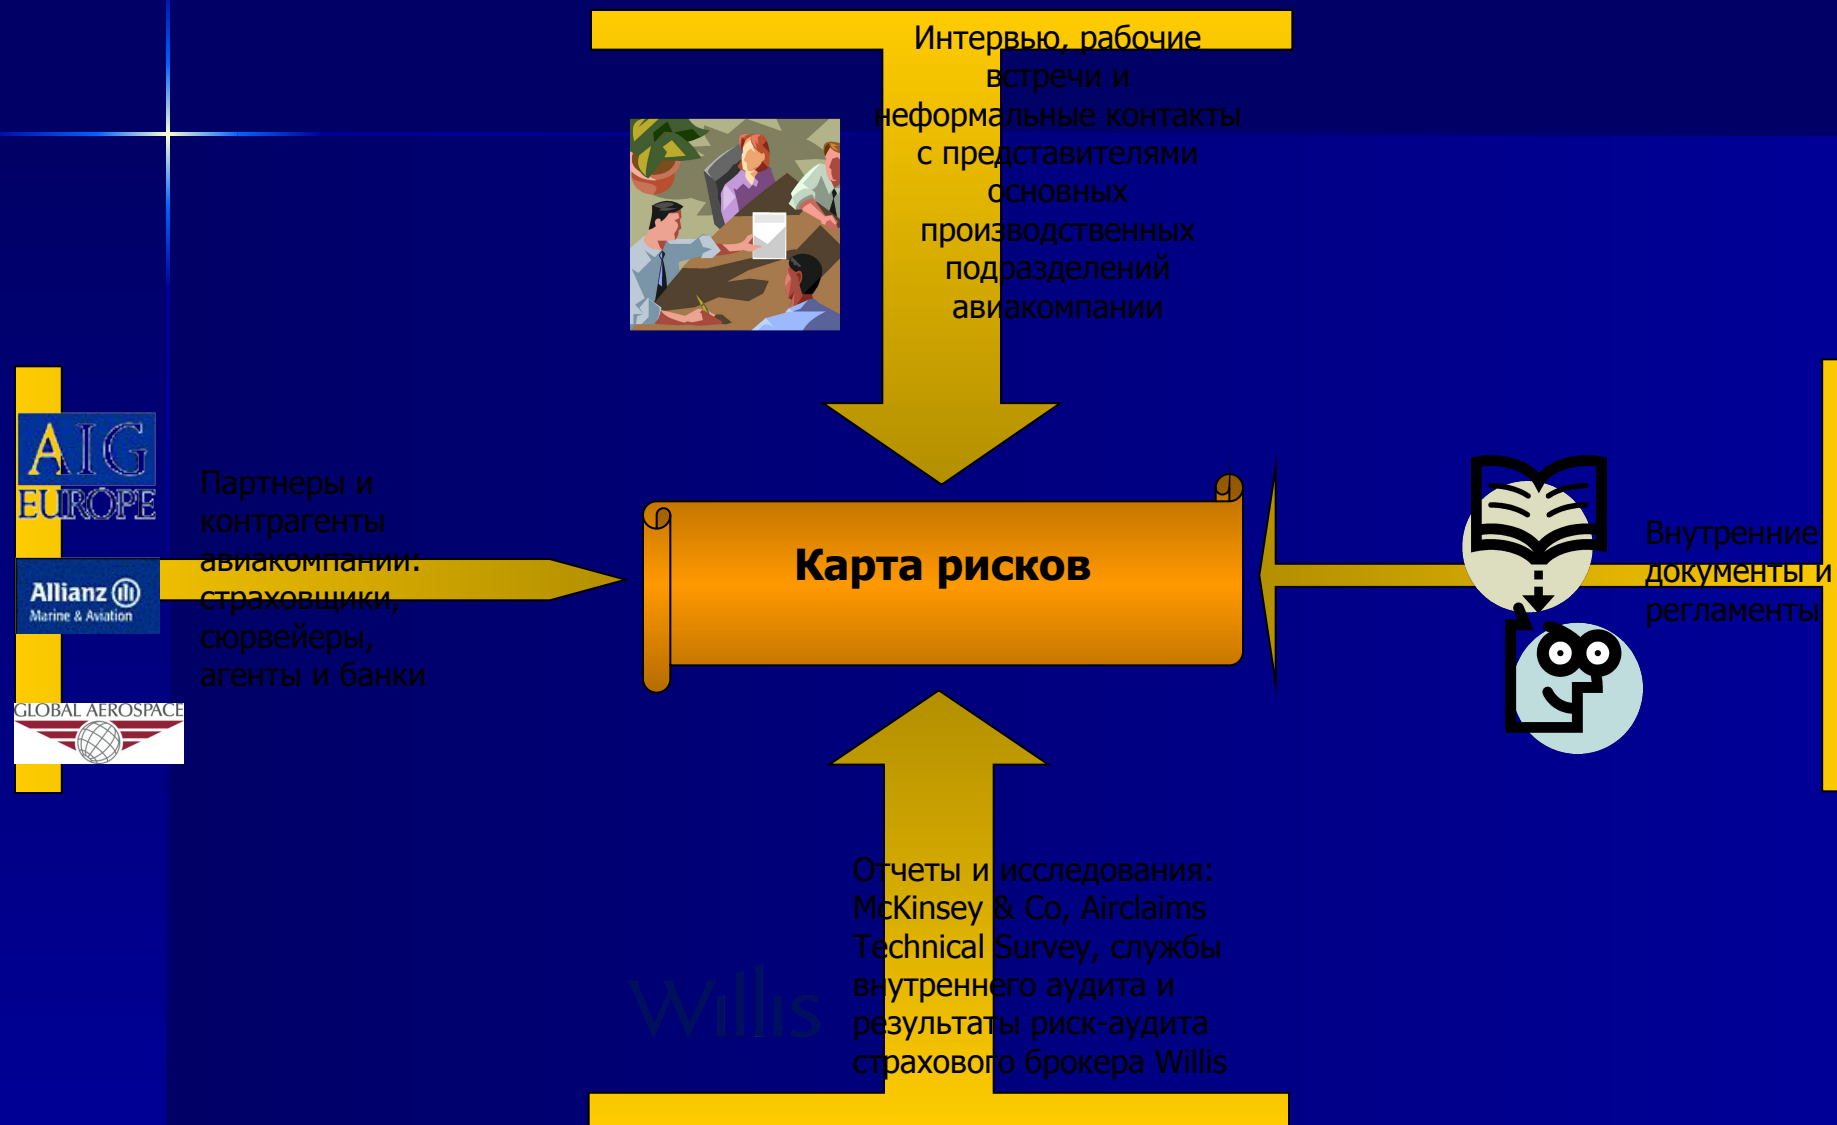 Интервью, рабочие
встречи и
неформальные контакты
с представителями
основных
производственных
подразделений
авиакомпании
AIG
EUROPE
Allianz
Marine & Aviation
GLOBAL AEROSPACE
Партнеры и
контрагенты
авиакомпании:
страховщики,
сюрвейеры,
агенты и банки
Карта рисков
Внутренние
документы и
регламенты
Willis
Отчеты и исследования:
McKinsey & Co, Airclaims
Technical Survey, службы
внутреннего аудита и
результаты риск-аудита
страхового брокера Willis